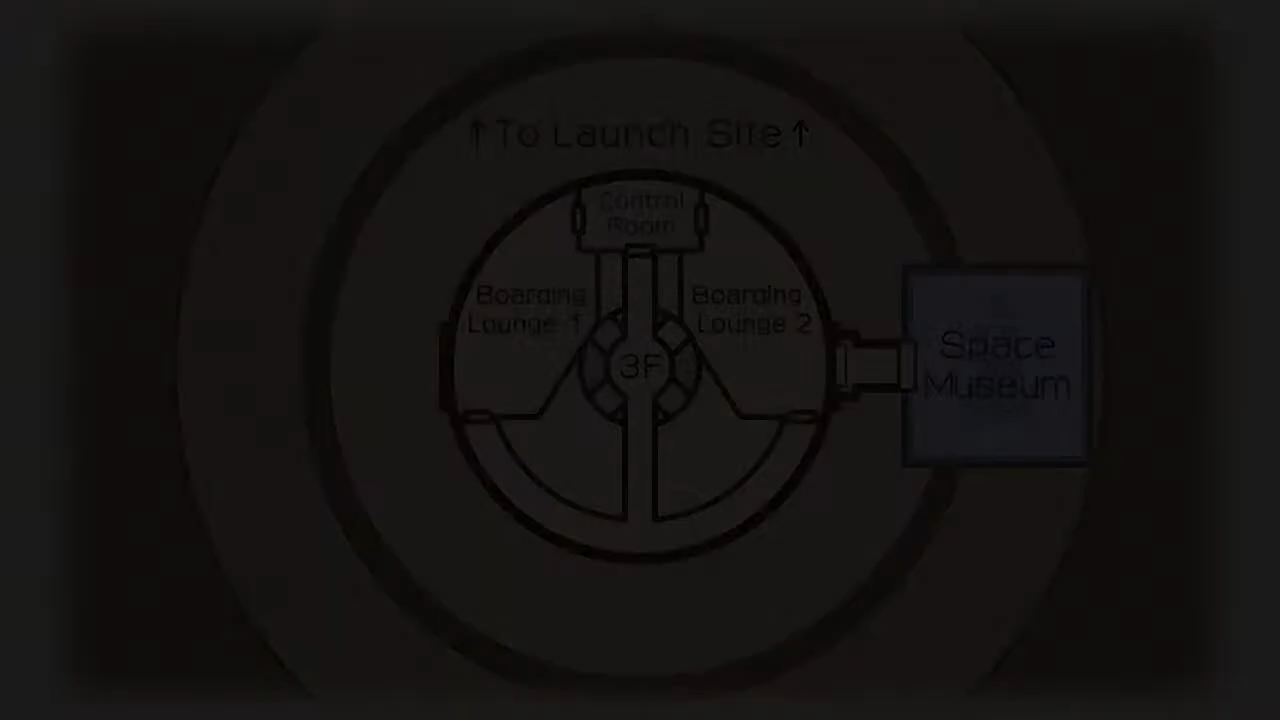 ↑To Launch Site↑
Control
Room
Boarding
Lounge 1
Boarding
Lounge 2
3F
Space
Museum